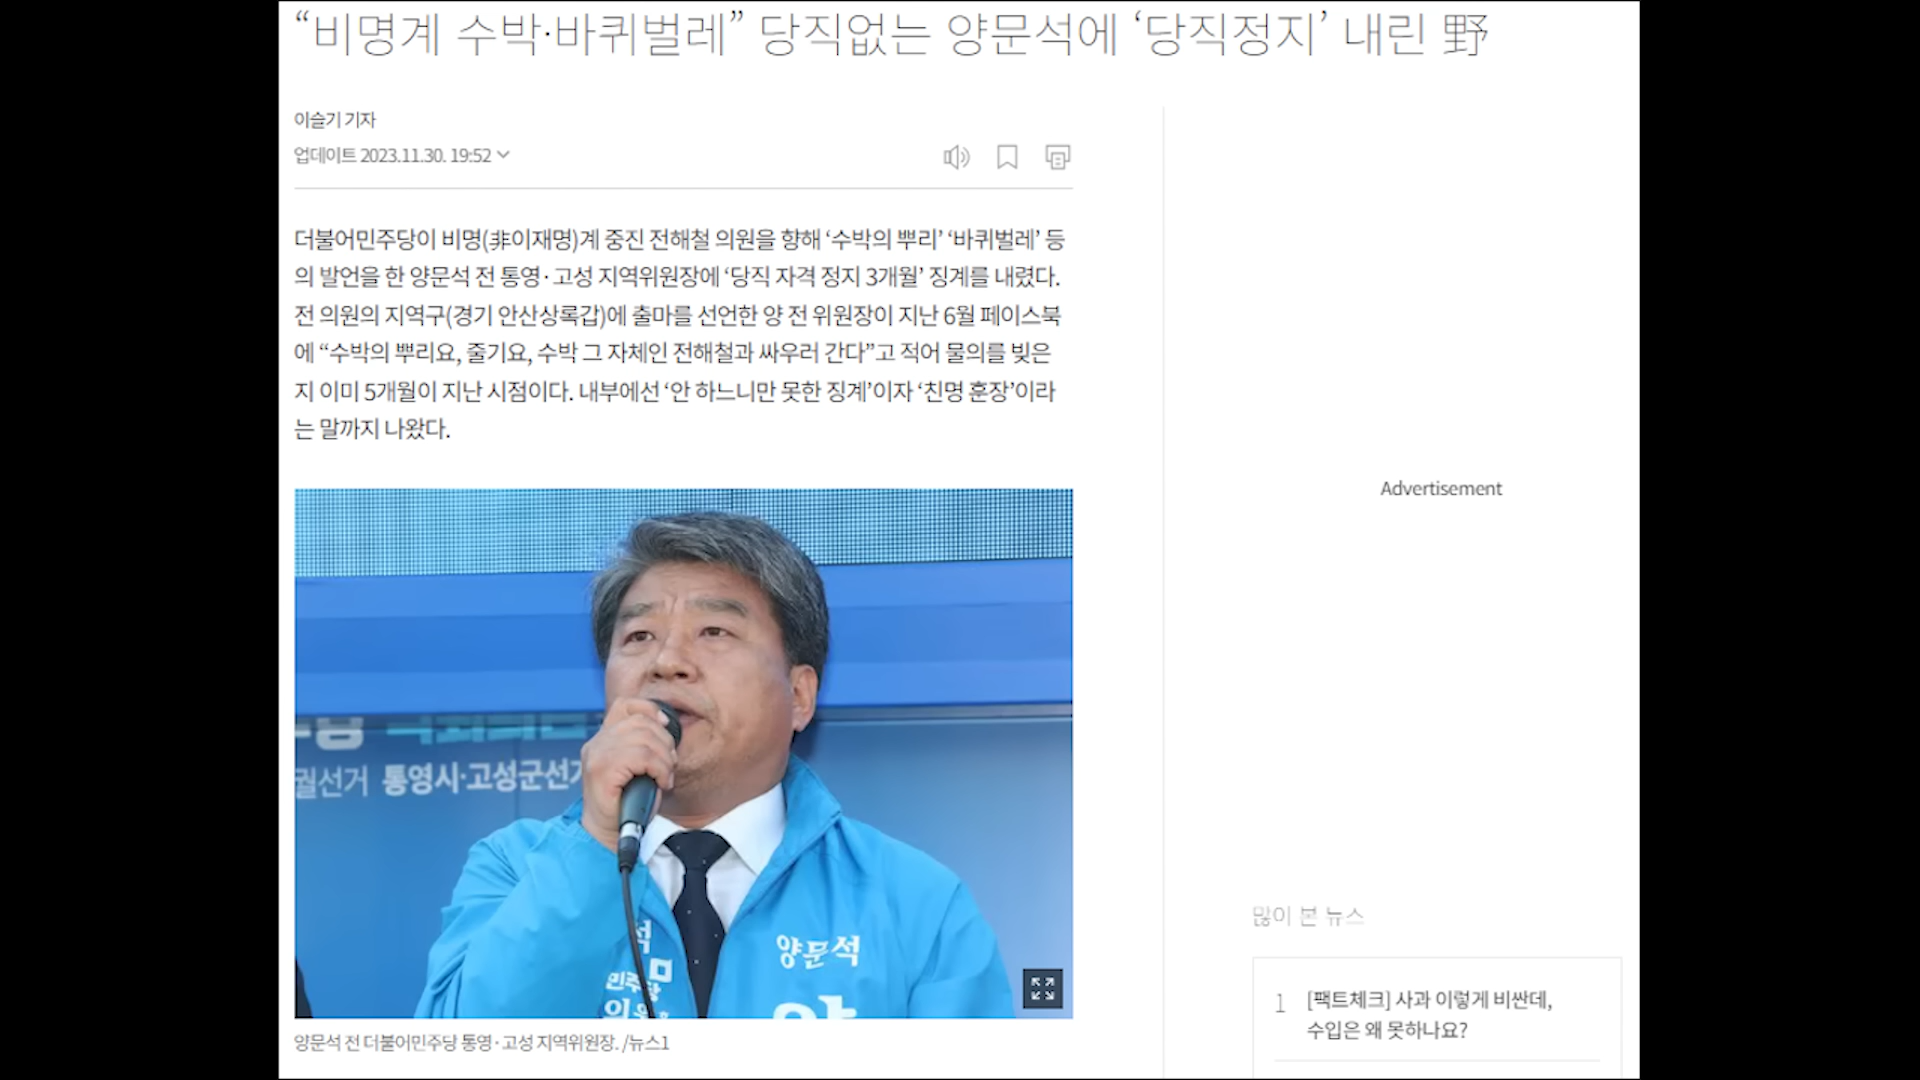 “비명계 수박·바퀴벌레” 당직없는 양문석에 ‘당직정지’ 내린 野
이슬기 기자
업데이트 2023.11.30. 19:52
더불어민주당이 비명(非이재명)계 중진 전해철 의원을 향해 ‘수박의 뿌리’ ‘바퀴벌레’ 등
의 발언을 한 양문석 전 통영·고성 지역위원장에 ‘당직 자격 정지 3개월’ 징계를 내렸다.
전 의원의 지역구(경기 안산상록갑)에 출마를 선언한 양 전 위원장이 지난 6월 페이스북
에 “수박의 뿌리요, 줄기요, 수박 그 자체인 전해철과 싸우러 간다”고 적어 물의를 빚은
지 이미 5개월이 지난 시점이다. 내부에선 ‘안 하느니만 못한 징계’이자 ‘친명 훈장’이라
는 말까지 나왔다.
Advertisement
궐선거 통영시·고성군선거
양문석
석
민주당
의원
양문석 전 더불어민주당 통영·고성 지역위원장. /뉴스1
많이 본 뉴스
1 [팩트체크] 사과 이렇게 비싼데,
수입은 왜 못하나요?